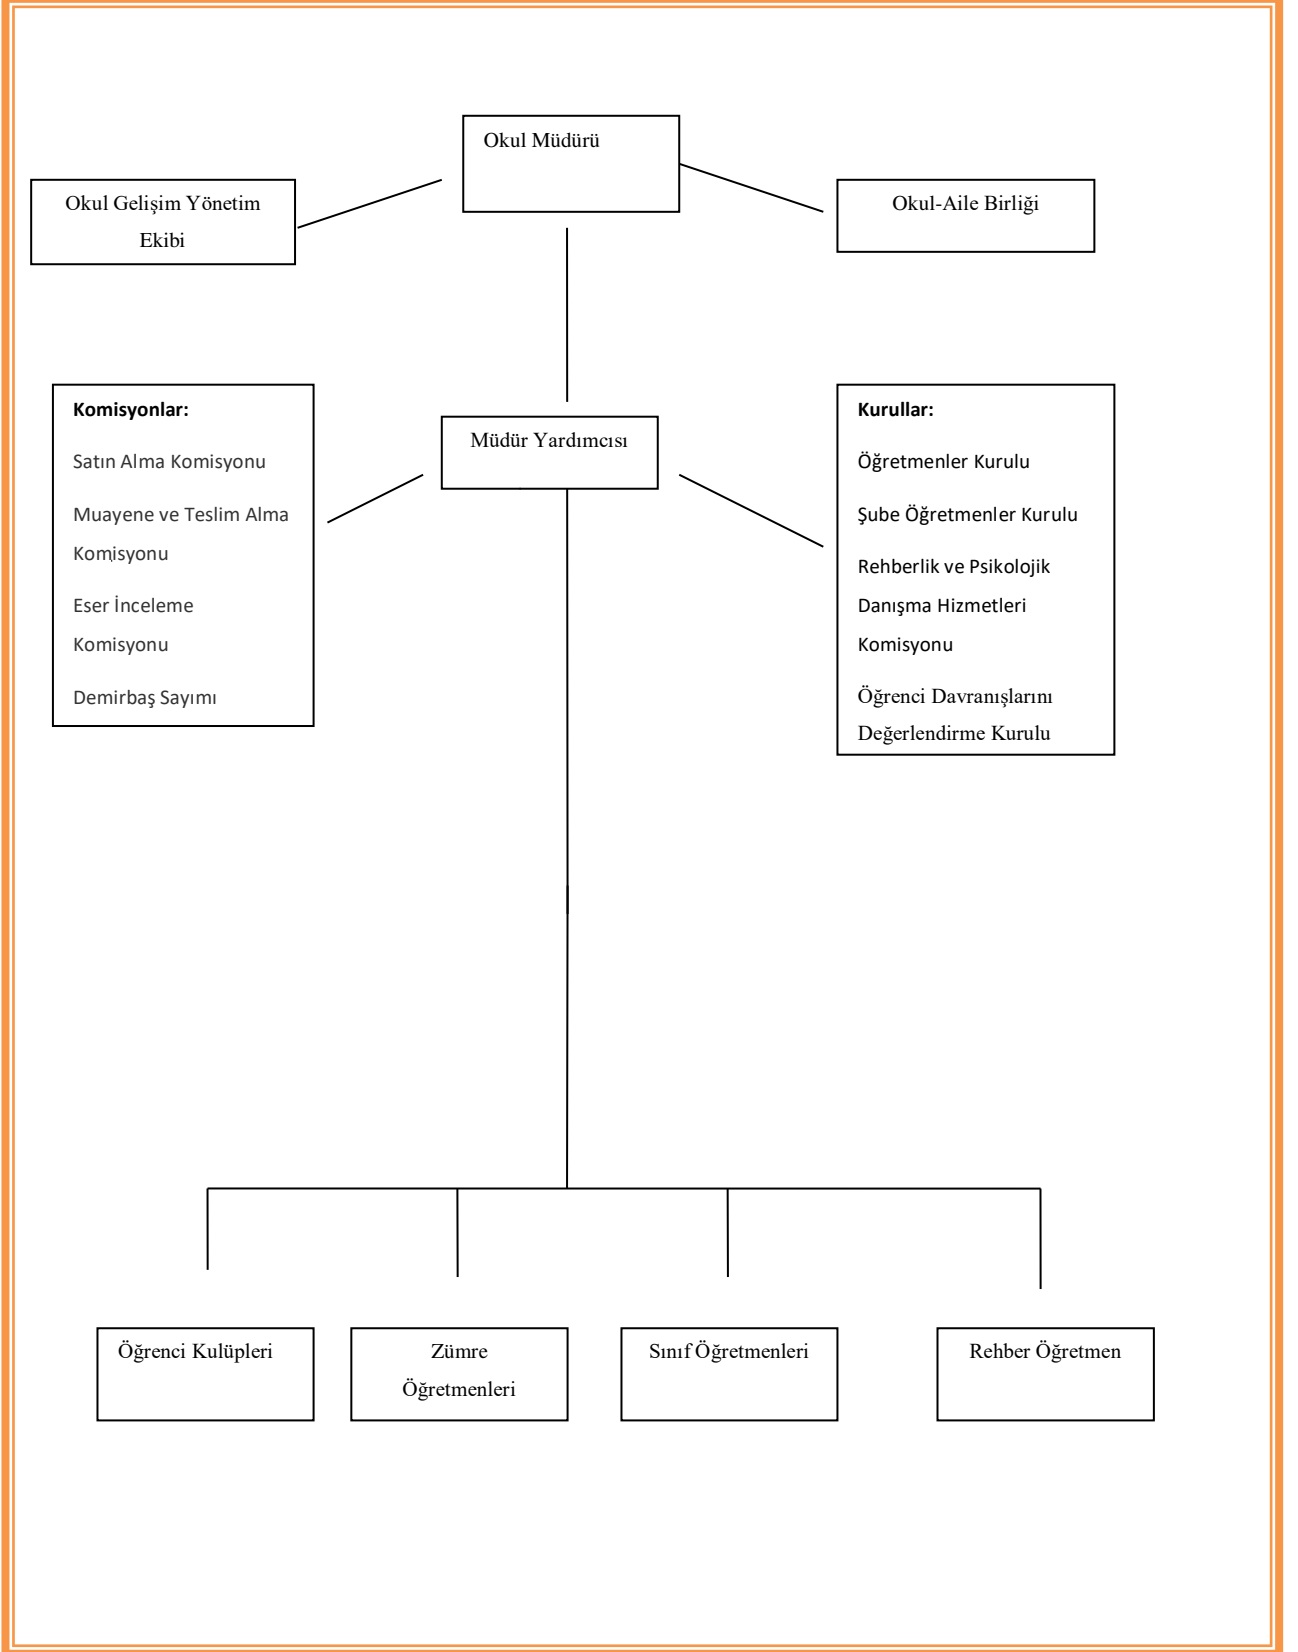 Okul Müdürü
Okul Gelişim Yönetim
Ekibi
Okul-Aile Birliği
Komisyonlar:
Satın Alma Komisyonu
Muayene ve Teslim Alma
Komisyonu
Eser İnceleme
Komisyonu
Demirbaş Sayımı
Müdür Yardımcısı
Kurullar:
Öğretmenler Kurulu
Şube Öğretmenler Kurulu
Rehberlik ve Psikolojik
Danışma Hizmetleri
Komisyonu
Öğrenci Davranışlarını
Değerlendirme Kurulu
Öğrenci Kulüpleri
Zümre
Öğretmenleri
Sınıf Öğretmenleri
Rehber Öğretmen